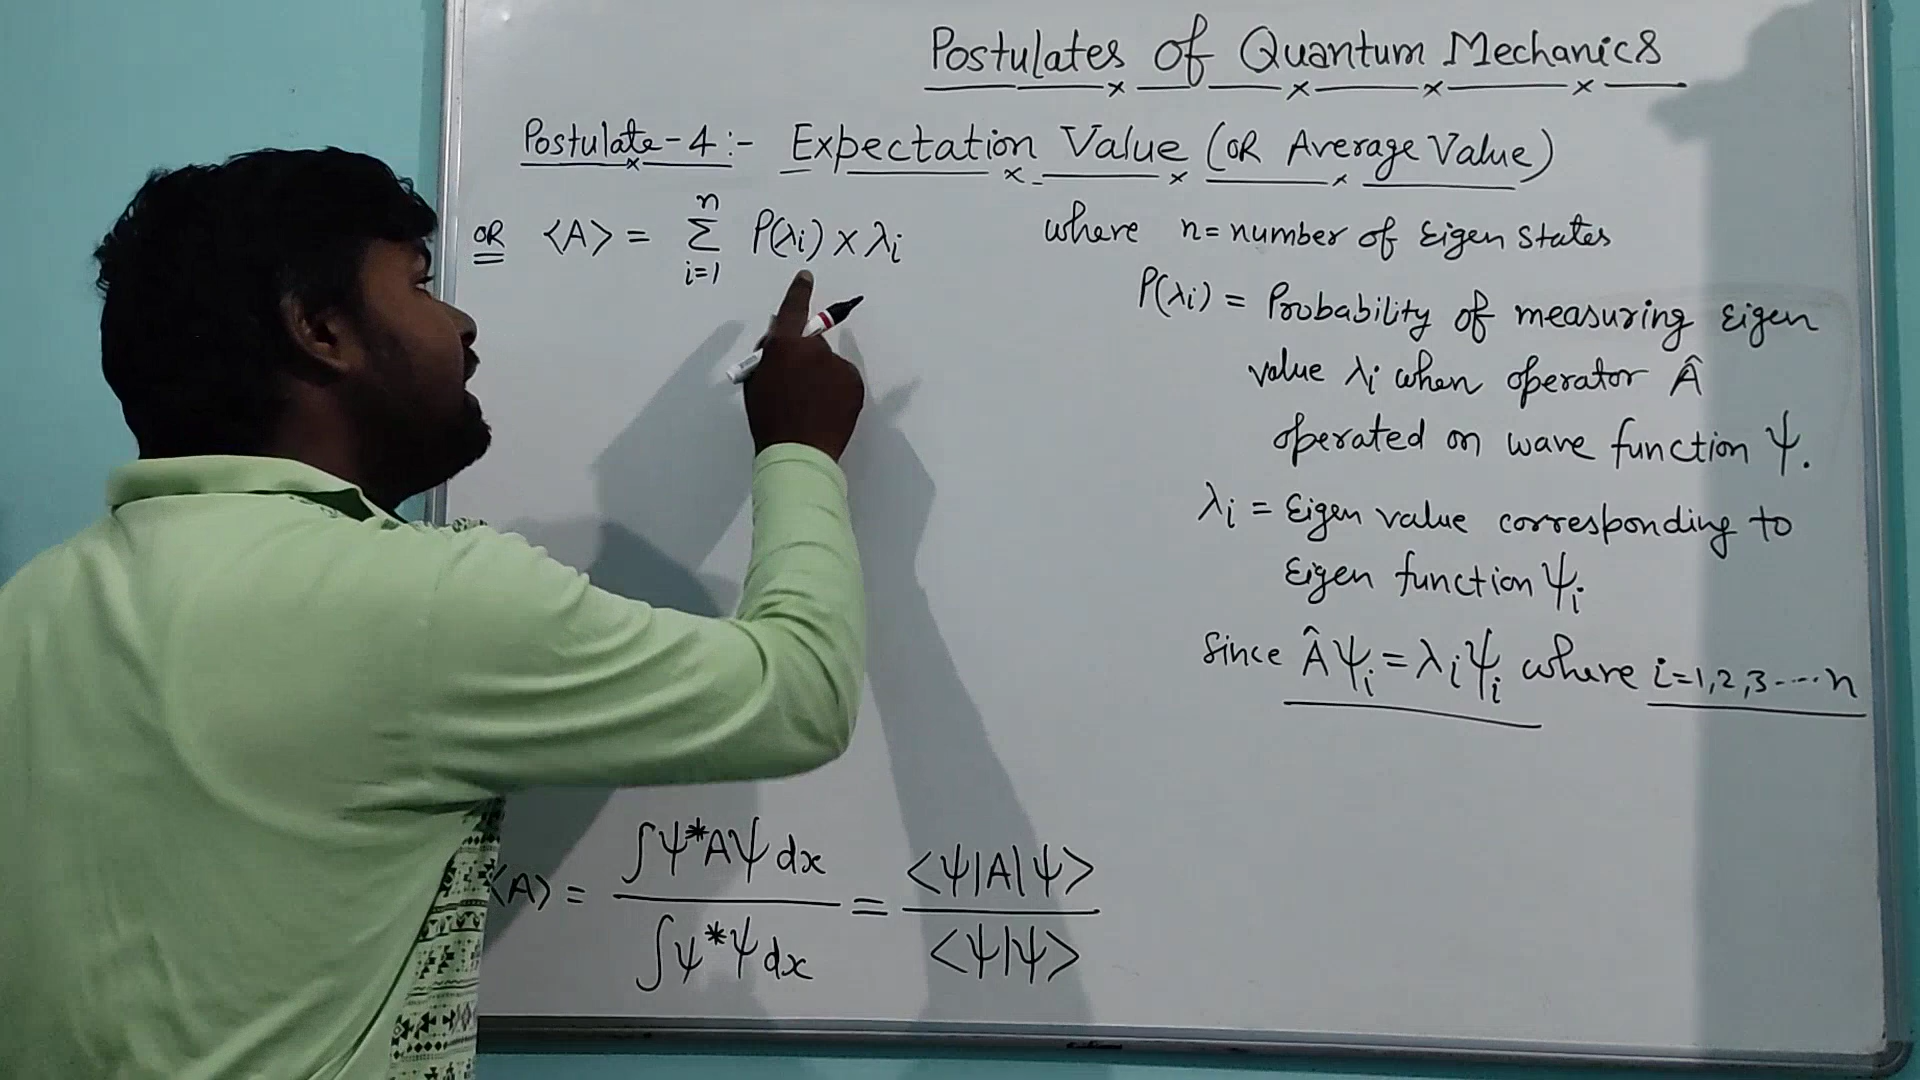 Postulates of Quantum Mechanics
Postulate-4:- Expectation Value (OR Average Value)
OR <A> = Σ_{i=1}^{n} P(λi) × λi
where n = number of Eigen States
P(λi) = Probability of measuring Eigen
value λi when operator Â
operated on wave function ψ.
λi = Eigen value corresponding to
Eigen function ψi
Since Âψi = λiψi where i=1,2,3----n
<A> = ∫ψ*Aψ dx / ∫ψ*ψ dx = <ψ|A|ψ> / <ψ|ψ>